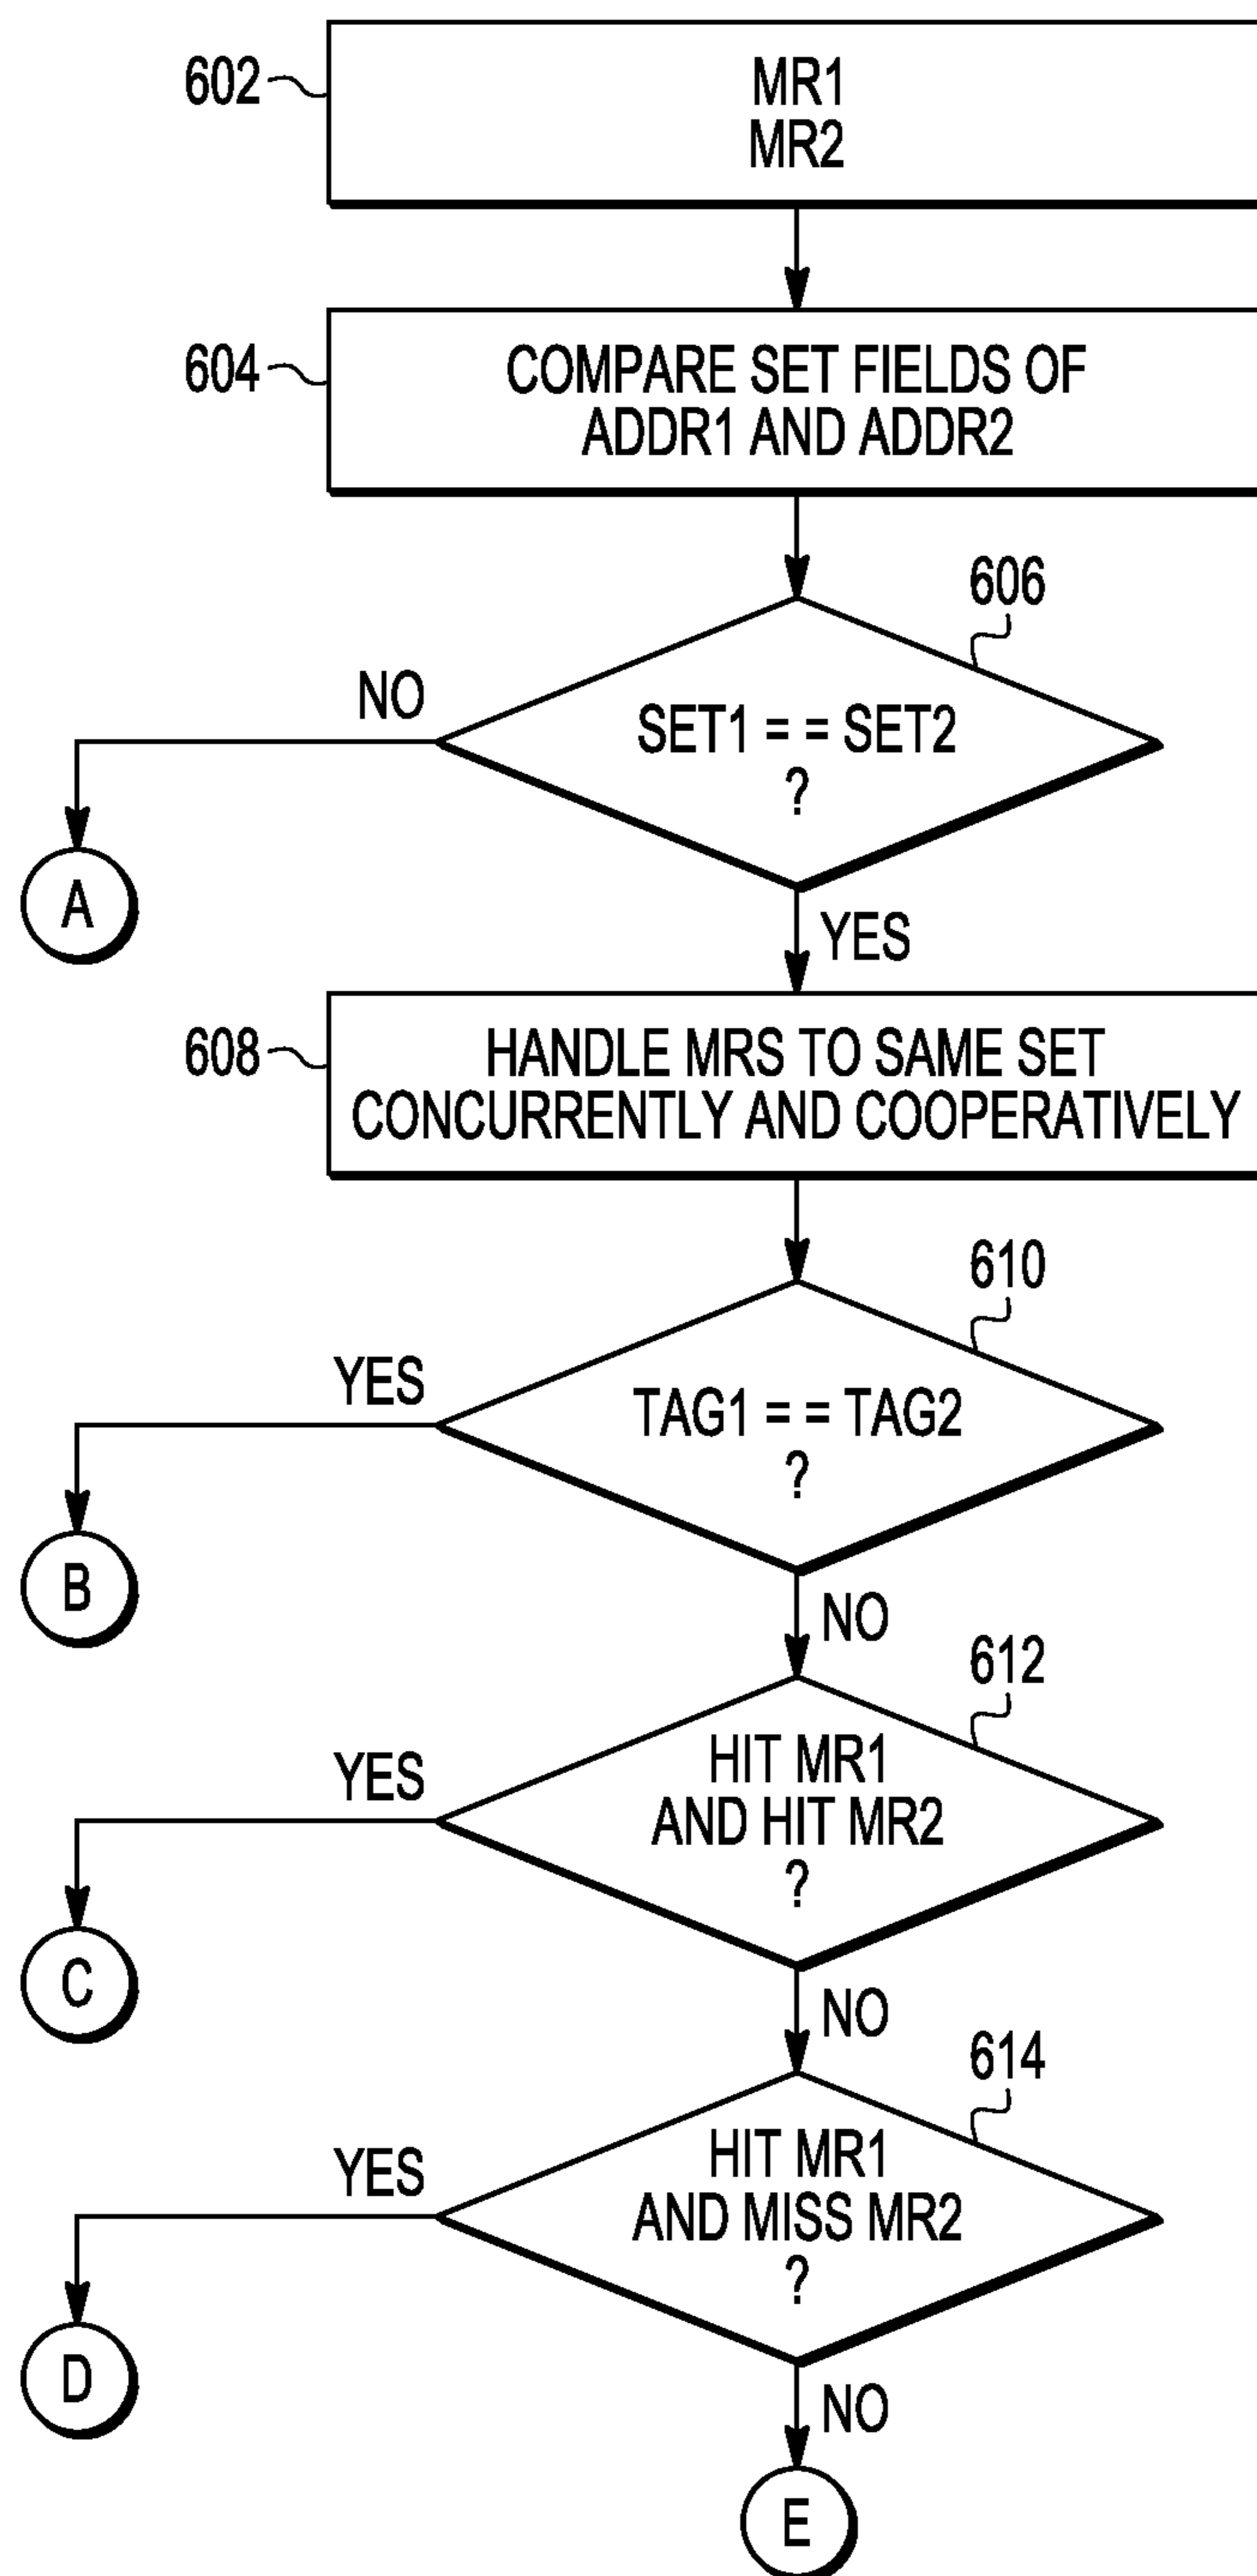 602
MR1
MR2
604
COMPARE SET FIELDS OF
ADDR1 AND ADDR2
606
NO
SET1 = = SET2
?
A
YES
608
HANDLE MRS TO SAME SET
CONCURRENTLY AND COOPERATIVELY
610
YES
TAG1 = = TAG2
?
B
NO
612
YES
HIT MR1
AND HIT MR2
?
C
NO
614
YES
HIT MR1
AND MISS MR2
?
D
NO
E